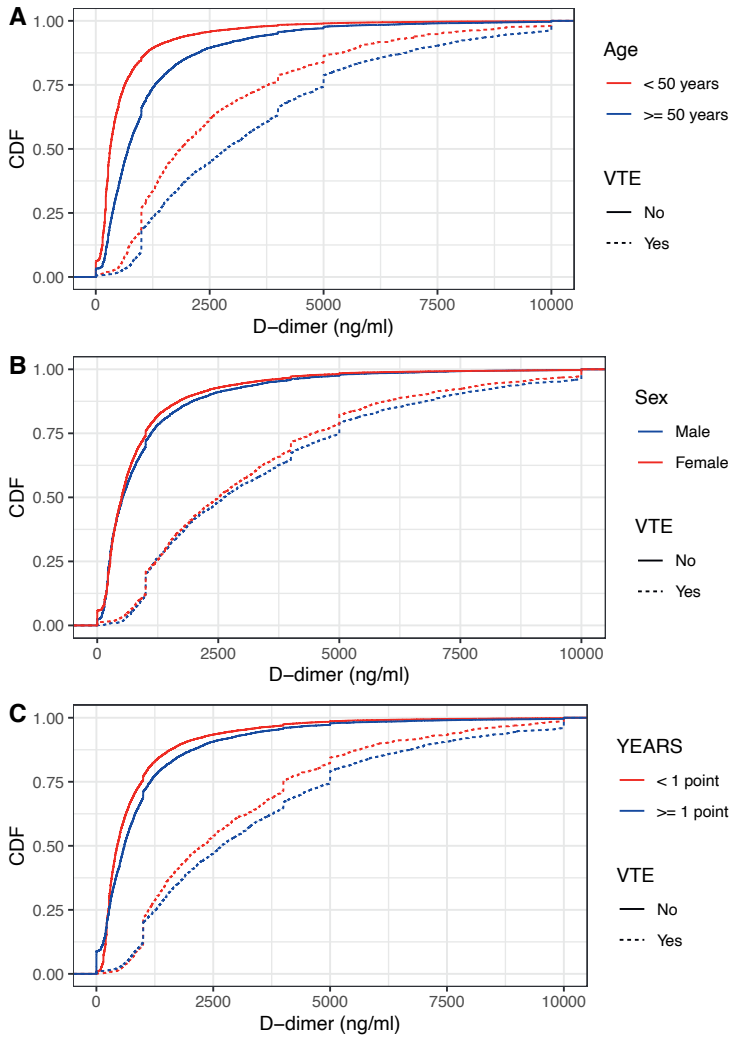 A
1.00
0.75
0.50
0.25
0.00
CDF
0
2500
5000
7500
10000
D−dimer (ng/ml)
Age
< 50 years
>= 50 years
VTE
No
Yes
B
1.00
0.75
0.50
0.25
0.00
CDF
0
2500
5000
7500
10000
D−dimer (ng/ml)
Sex
Male
Female
VTE
No
Yes
C
1.00
0.75
0.50
0.25
0.00
CDF
0
2500
5000
7500
10000
D−dimer (ng/ml)
YEARS
< 1 point
>= 1 point
VTE
No
Yes